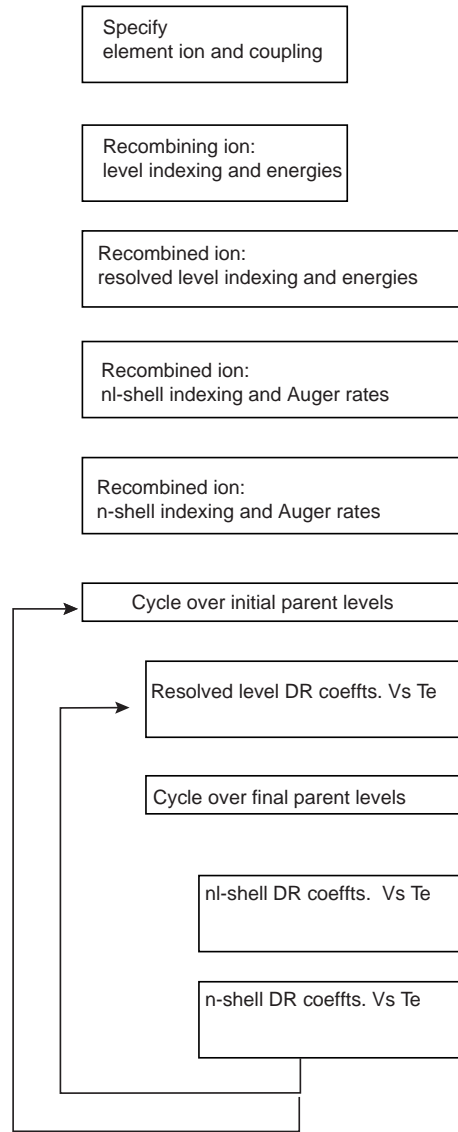 Specify
element ion and coupling
Recombining ion:
level indexing and energies
Recombined ion:
resolved level indexing and energies
Recombined ion:
nl-shell indexing and Auger rates
Recombined ion:
n-shell indexing and Auger rates
Cycle over initial parent levels
Resolved level DR coeffts. Vs Te
Cycle over final parent levels
nl-shell DR coeffts. Vs Te
n-shell DR coeffts. Vs Te